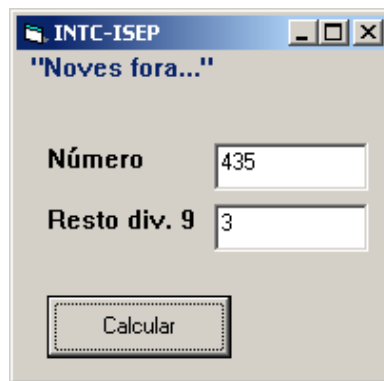 INTC-ISEP
"Noves fora..."
Número 435
Resto div. 9 3
Calcular